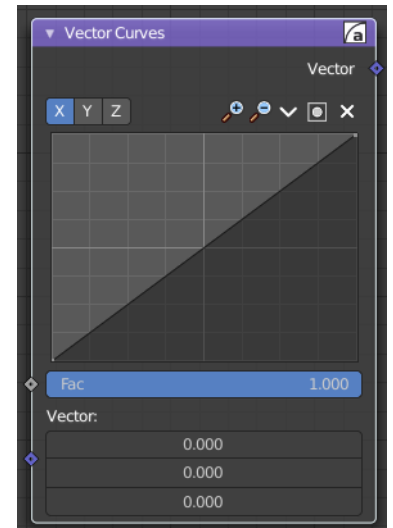 Vector Curves
Vector
X Y Z
Fac 1.000
Vector:
0.000
0.000
0.000